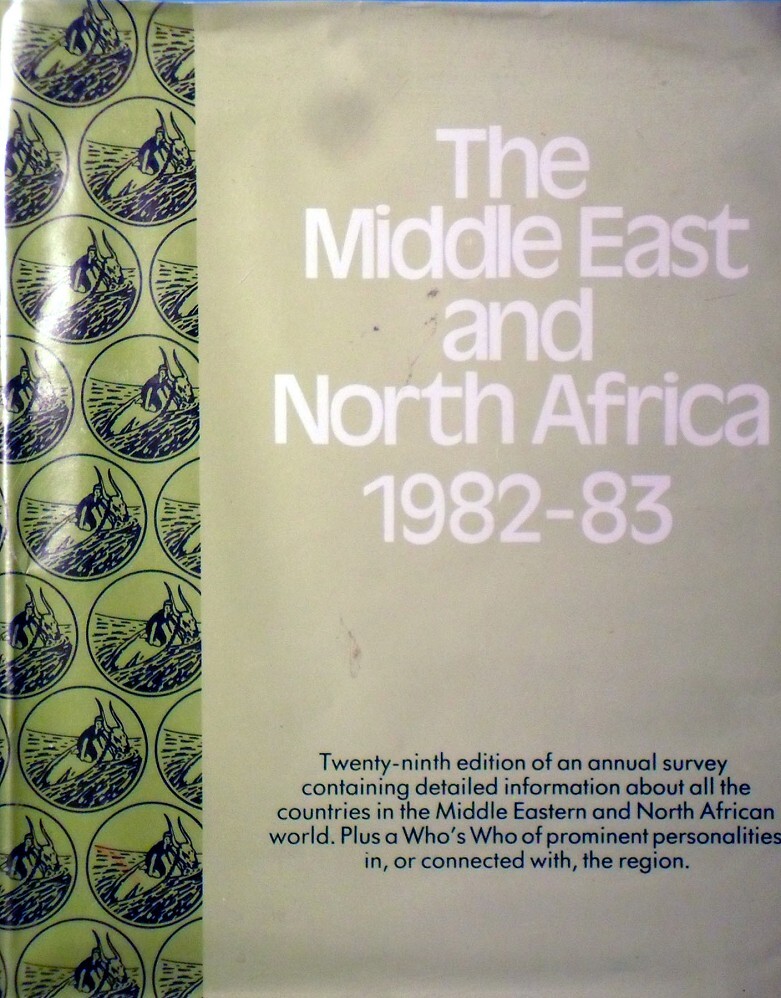 The
Middle East
and
North Africa
1982-83
Twenty-ninth edition of an annual survey
containing detailed information about all the
countries in the Middle Eastern and North African
world. Plus a Who's Who of prominent personalities
in, or connected with, the region.